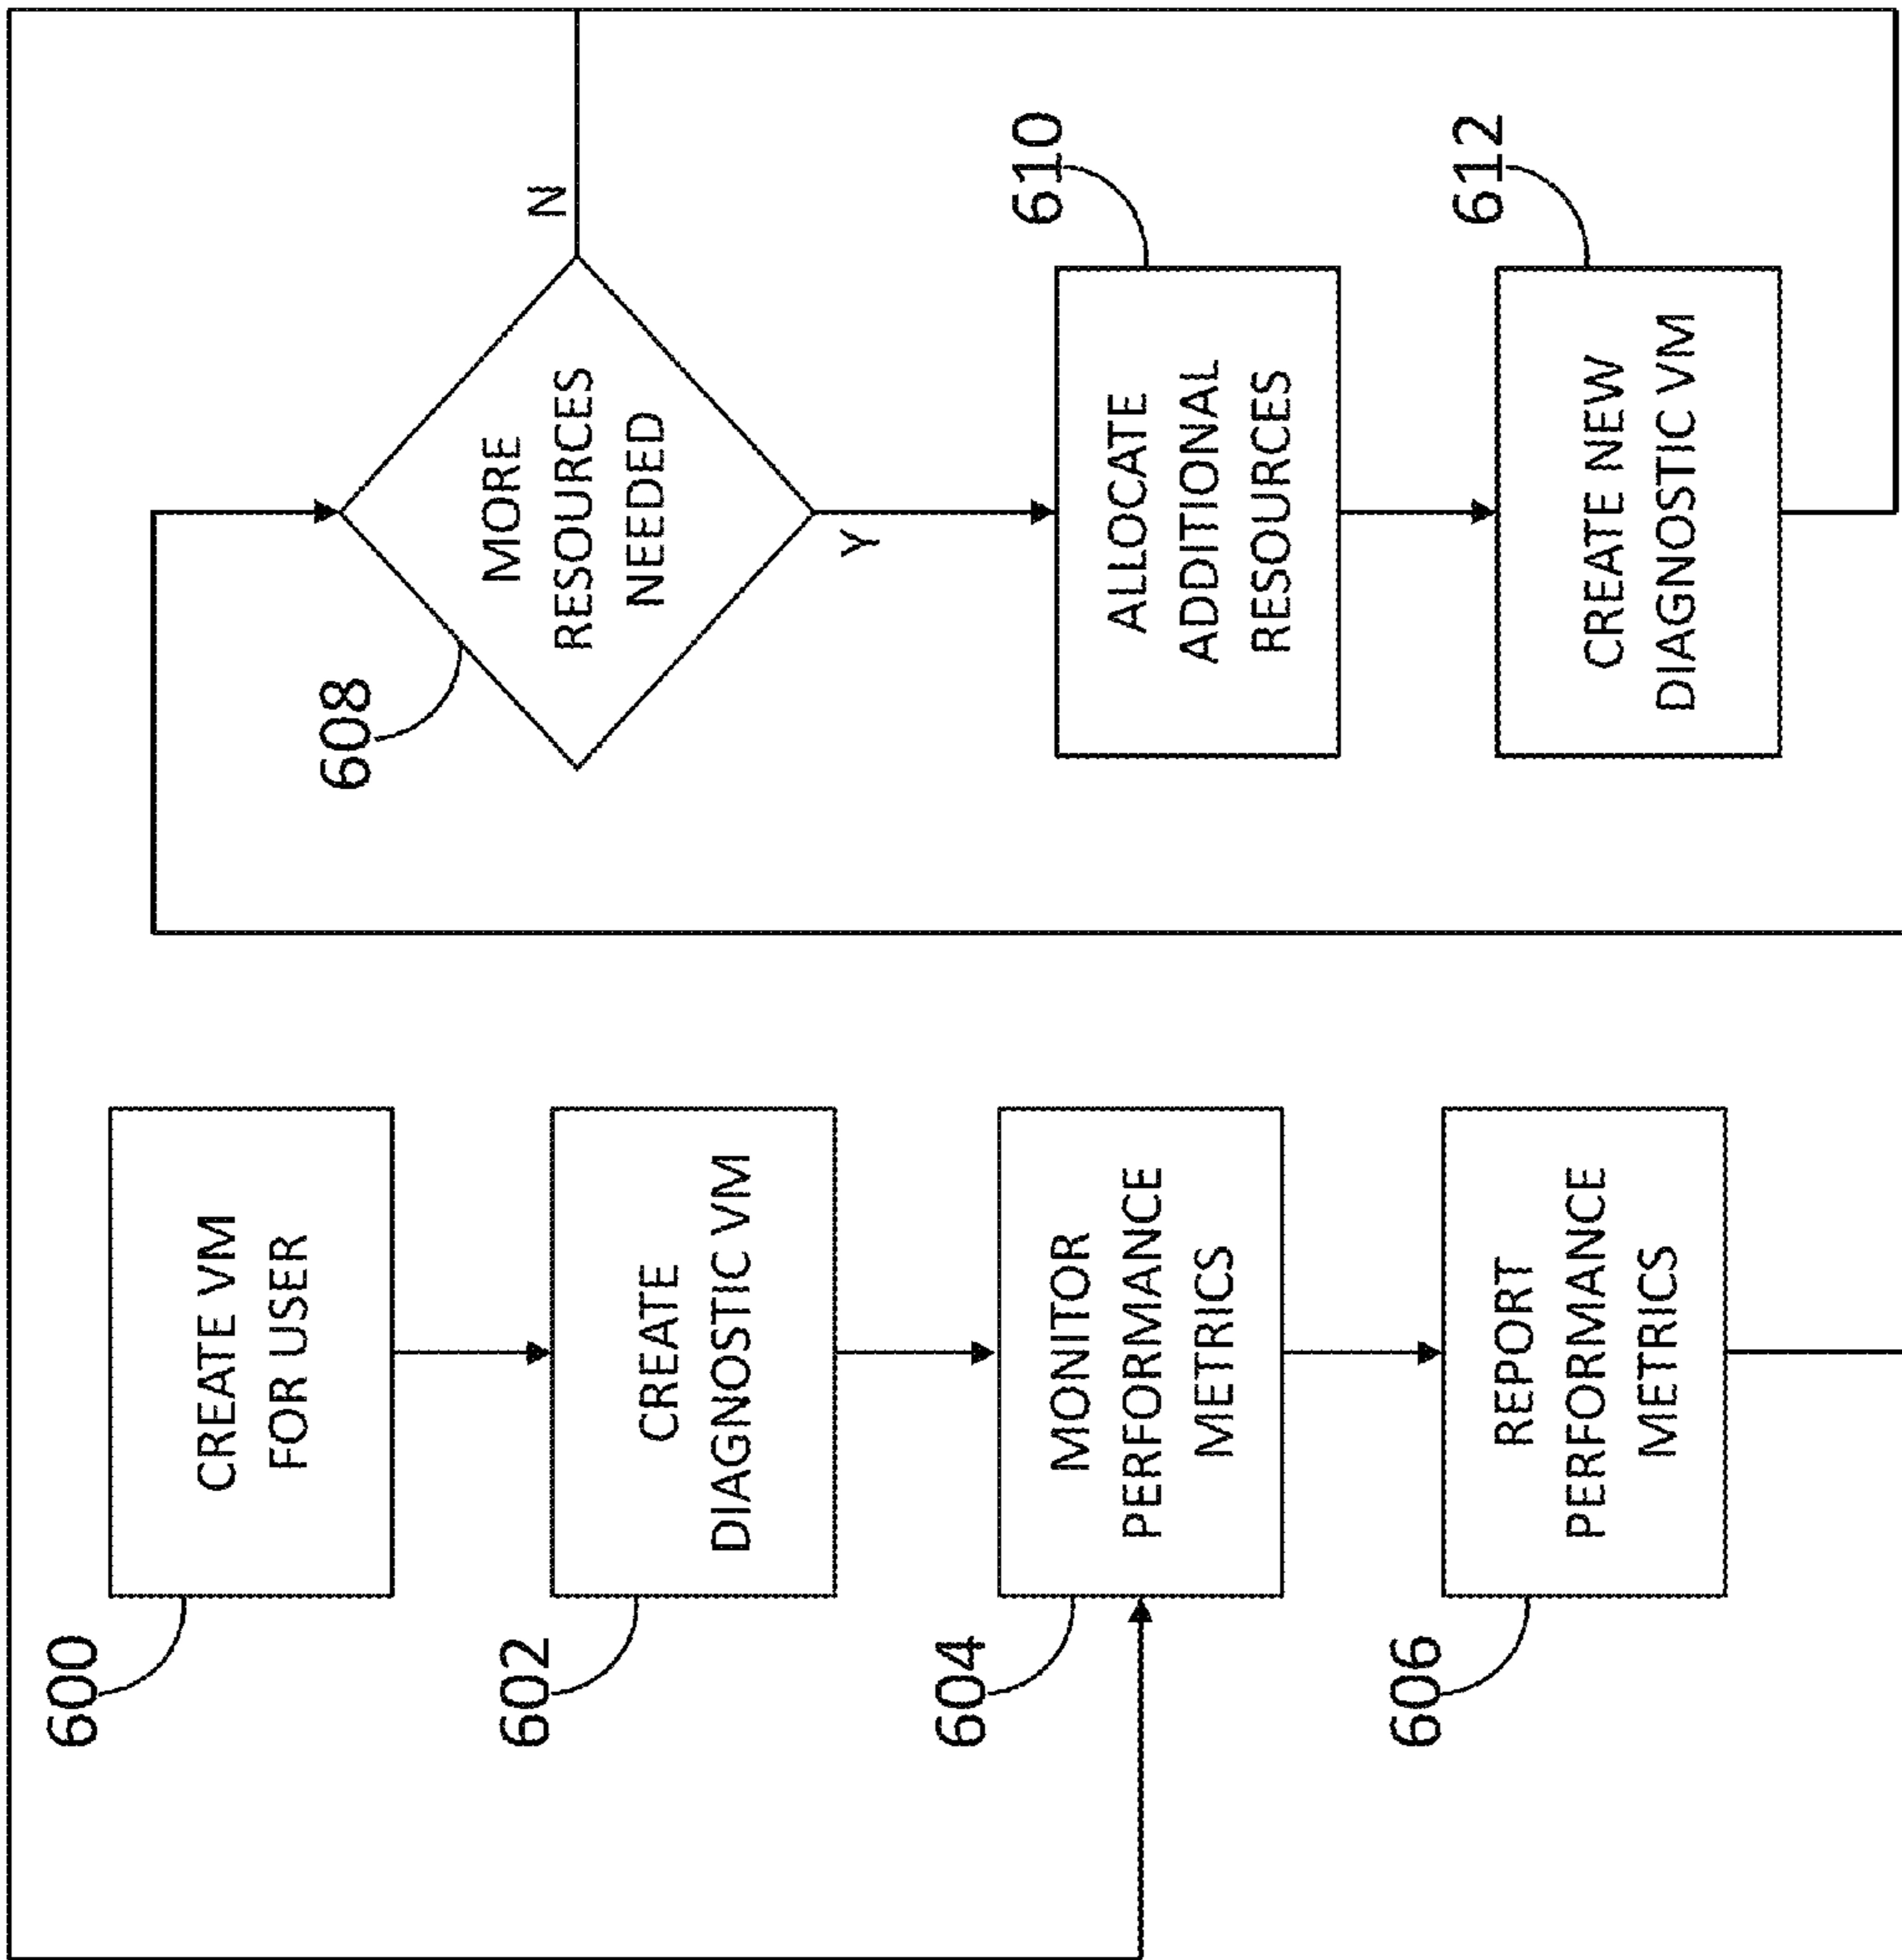 600
CREATE VM
FOR USER
602
CREATE
DIAGNOSTIC VM
604
MONITOR
PERFORMANCE
METRICS
606
REPORT
PERFORMANCE
METRICS
608
MORE
RESOURCES
NEEDED
N
Y
610
ALLOCATE
ADDITIONAL
RESOURCES
612
CREATE NEW
DIAGNOSTIC VM